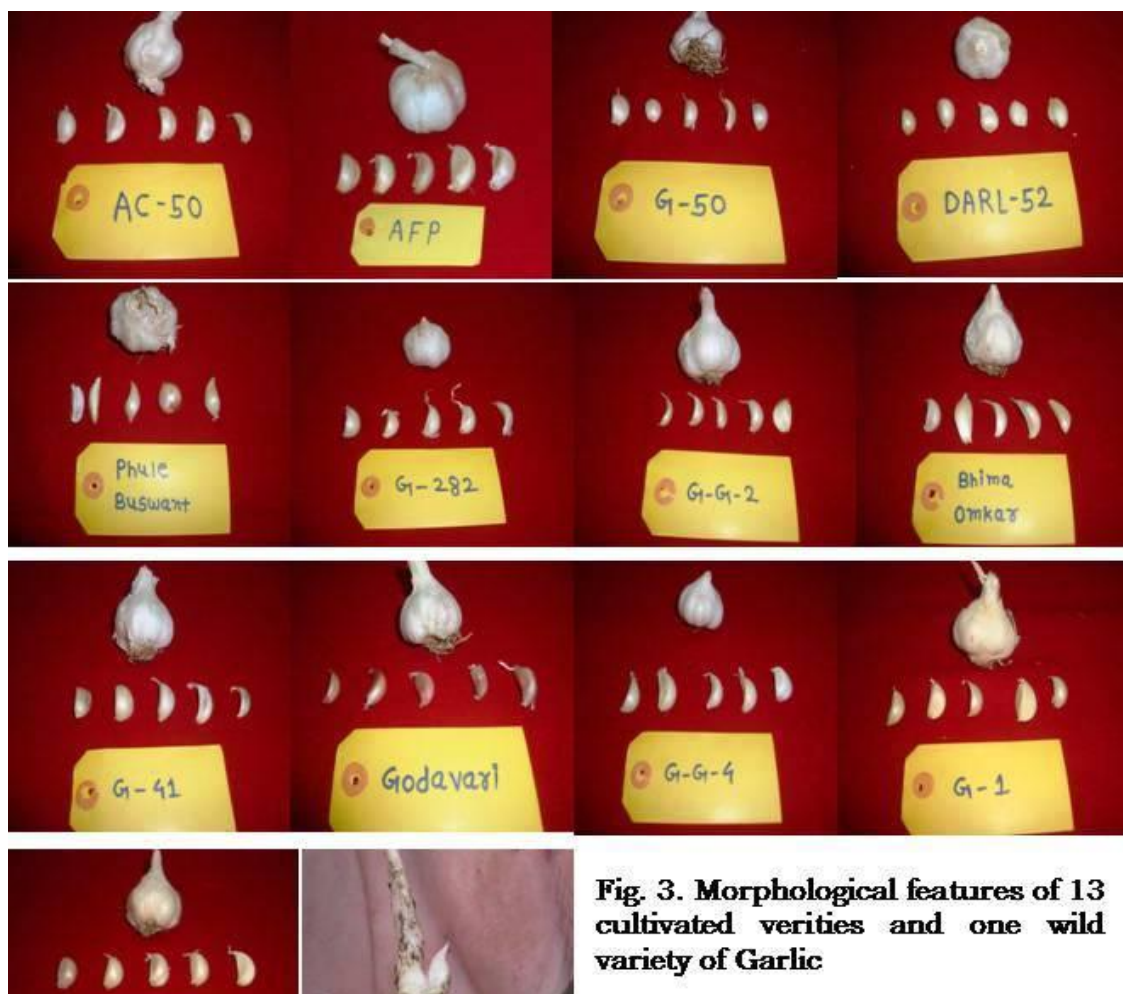 AC-50
AFP
G-50
DARL-52
Phule
Buswant
G-282
G-G-2
Bhima
Omkar
G-41
Godavari
G-G-4
G-1
Fig. 3. Morphological features of 13
cultivated verities and one wild
variety of Garlic